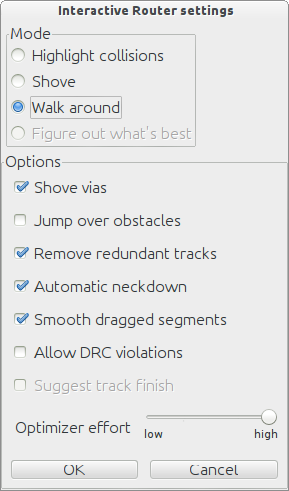 Interactive Router settings
Mode
Highlight collisions
Shove
Walk around
Figure out what's best
Options
Shove vias
Jump over obstacles
Remove redundant tracks
Automatic neckdown
Smooth dragged segments
Allow DRC violations
Suggest track finish
Optimizer effort
low high
OK Cancel